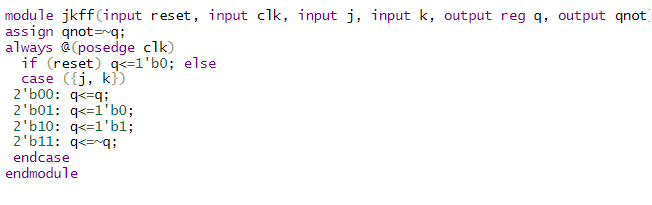 module jkff(input reset, input clk, input j, input k, output reg q, output qnot)
assign qnot=~q;
always @(posedge clk)
  if (reset) q<=1'b0; else
  case ({j, k})
 2'b00: q<=q;
 2'b01: q<=1'b0;
 2'b10: q<=1'b1;
 2'b11: q<=~q;
 endcase
endmodule